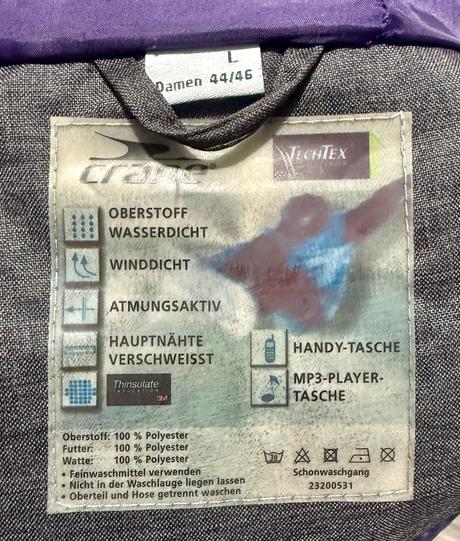 L
Damen 44/46
crane®
TECHTEX
OBERSTOFF
WASSERDICHT
WINDDICHT
ATMUNGSAKTIV
HAUPTNÄHTE
VERSCHWEISST
Thinsulate
INSULATION
3M
HANDY-TASCHE
MP3-PLAYER-
TASCHE
Oberstoff: 100 % Polyester
Futter: 100 % Polyester
Watte: 100 % Polyester
• Feinwaschmittel verwenden
• Nicht in der Waschlauge liegen lassen
• Oberteil und Hose getrennt waschen
30
Schonwaschgang
23200531